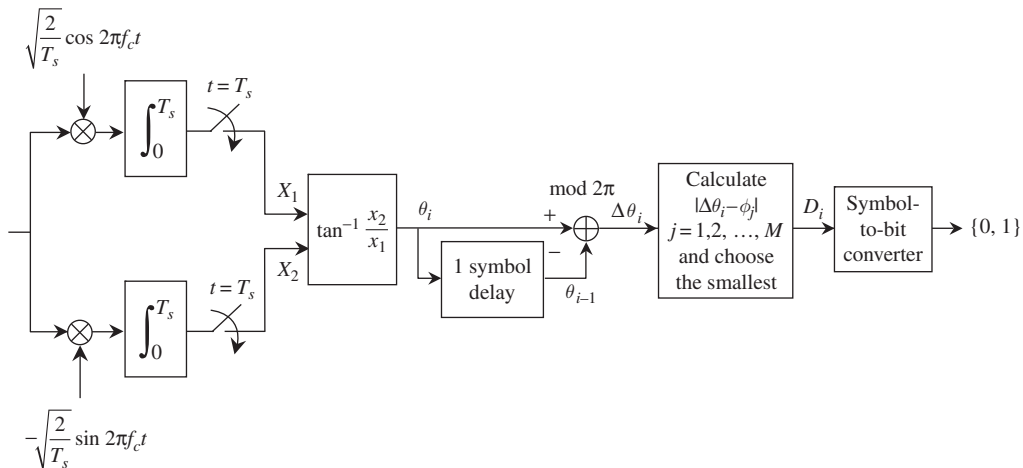 √(2/T_s) cos 2πf_c t
∫_0^{T_s}
t = T_s
X_1
tan⁻¹ x_2/x_1
X_2
θ_i
1 symbol
delay
θ_{i–1}
mod 2π
+
–
Δθ_i
Calculate
|Δθ_i–ϕ_j|
j = 1,2, …, M
and choose
the smallest
D_i
Symbol-
to-bit
converter
{0, 1}
∫_0^{T_s}
t = T_s
-√(2/T_s) sin 2πf_c t